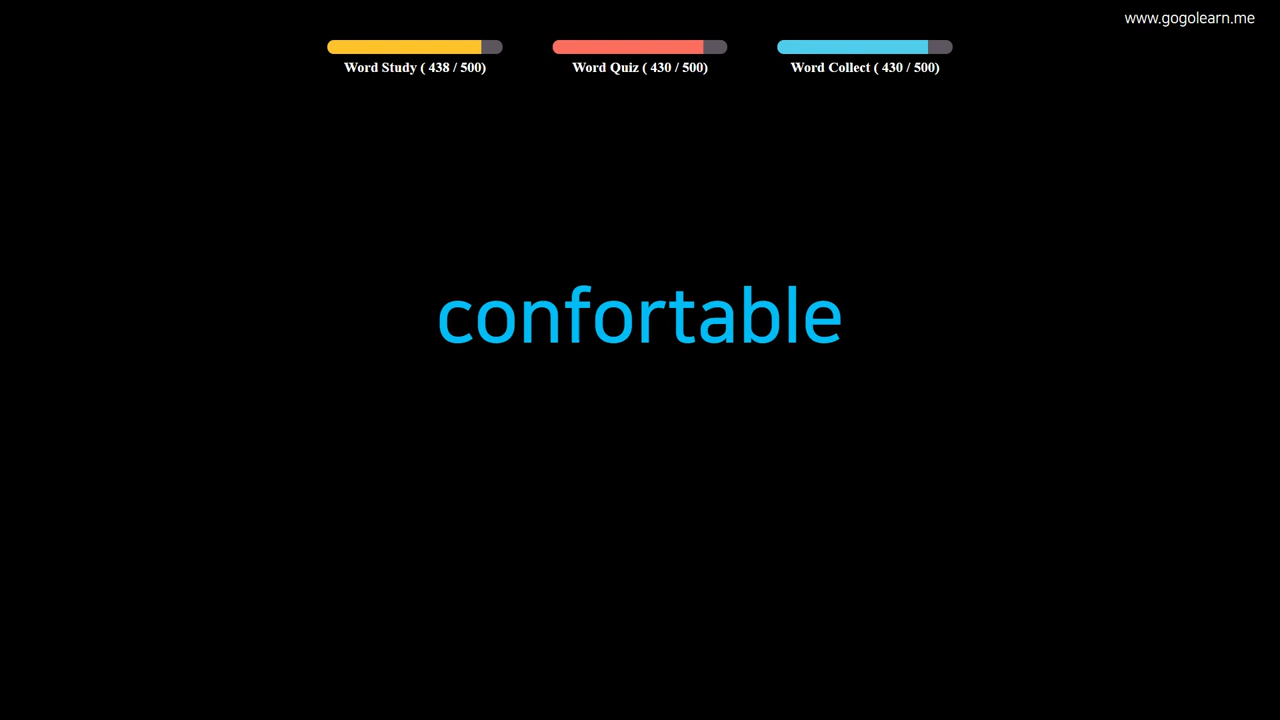 www.gogolearn.me
Word Study ( 438 / 500)
Word Quiz ( 430 / 500)
Word Collect ( 430 / 500)
confortable